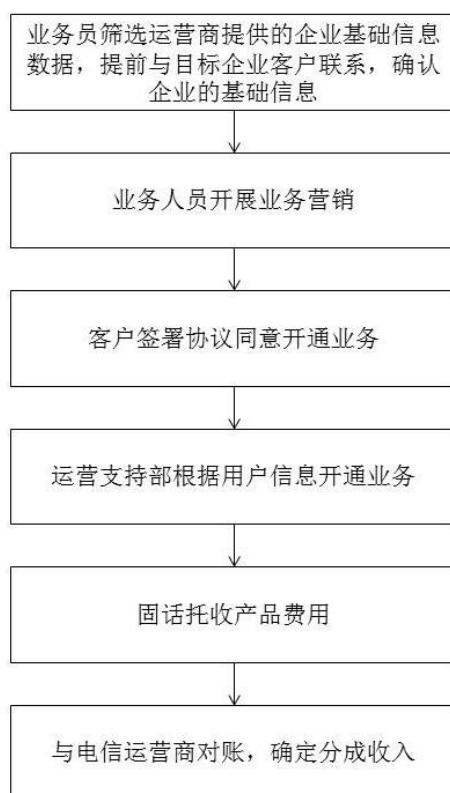 业务员筛选运营商提供的企业基础信息
数据，提前与目标企业客户联系，确认
企业的基础信息
业务人员开展业务营销
客户签署协议同意开通业务
运营支持部根据用户信息开通业务
固话托收产品费用
与电信运营商对账，确定分成收入